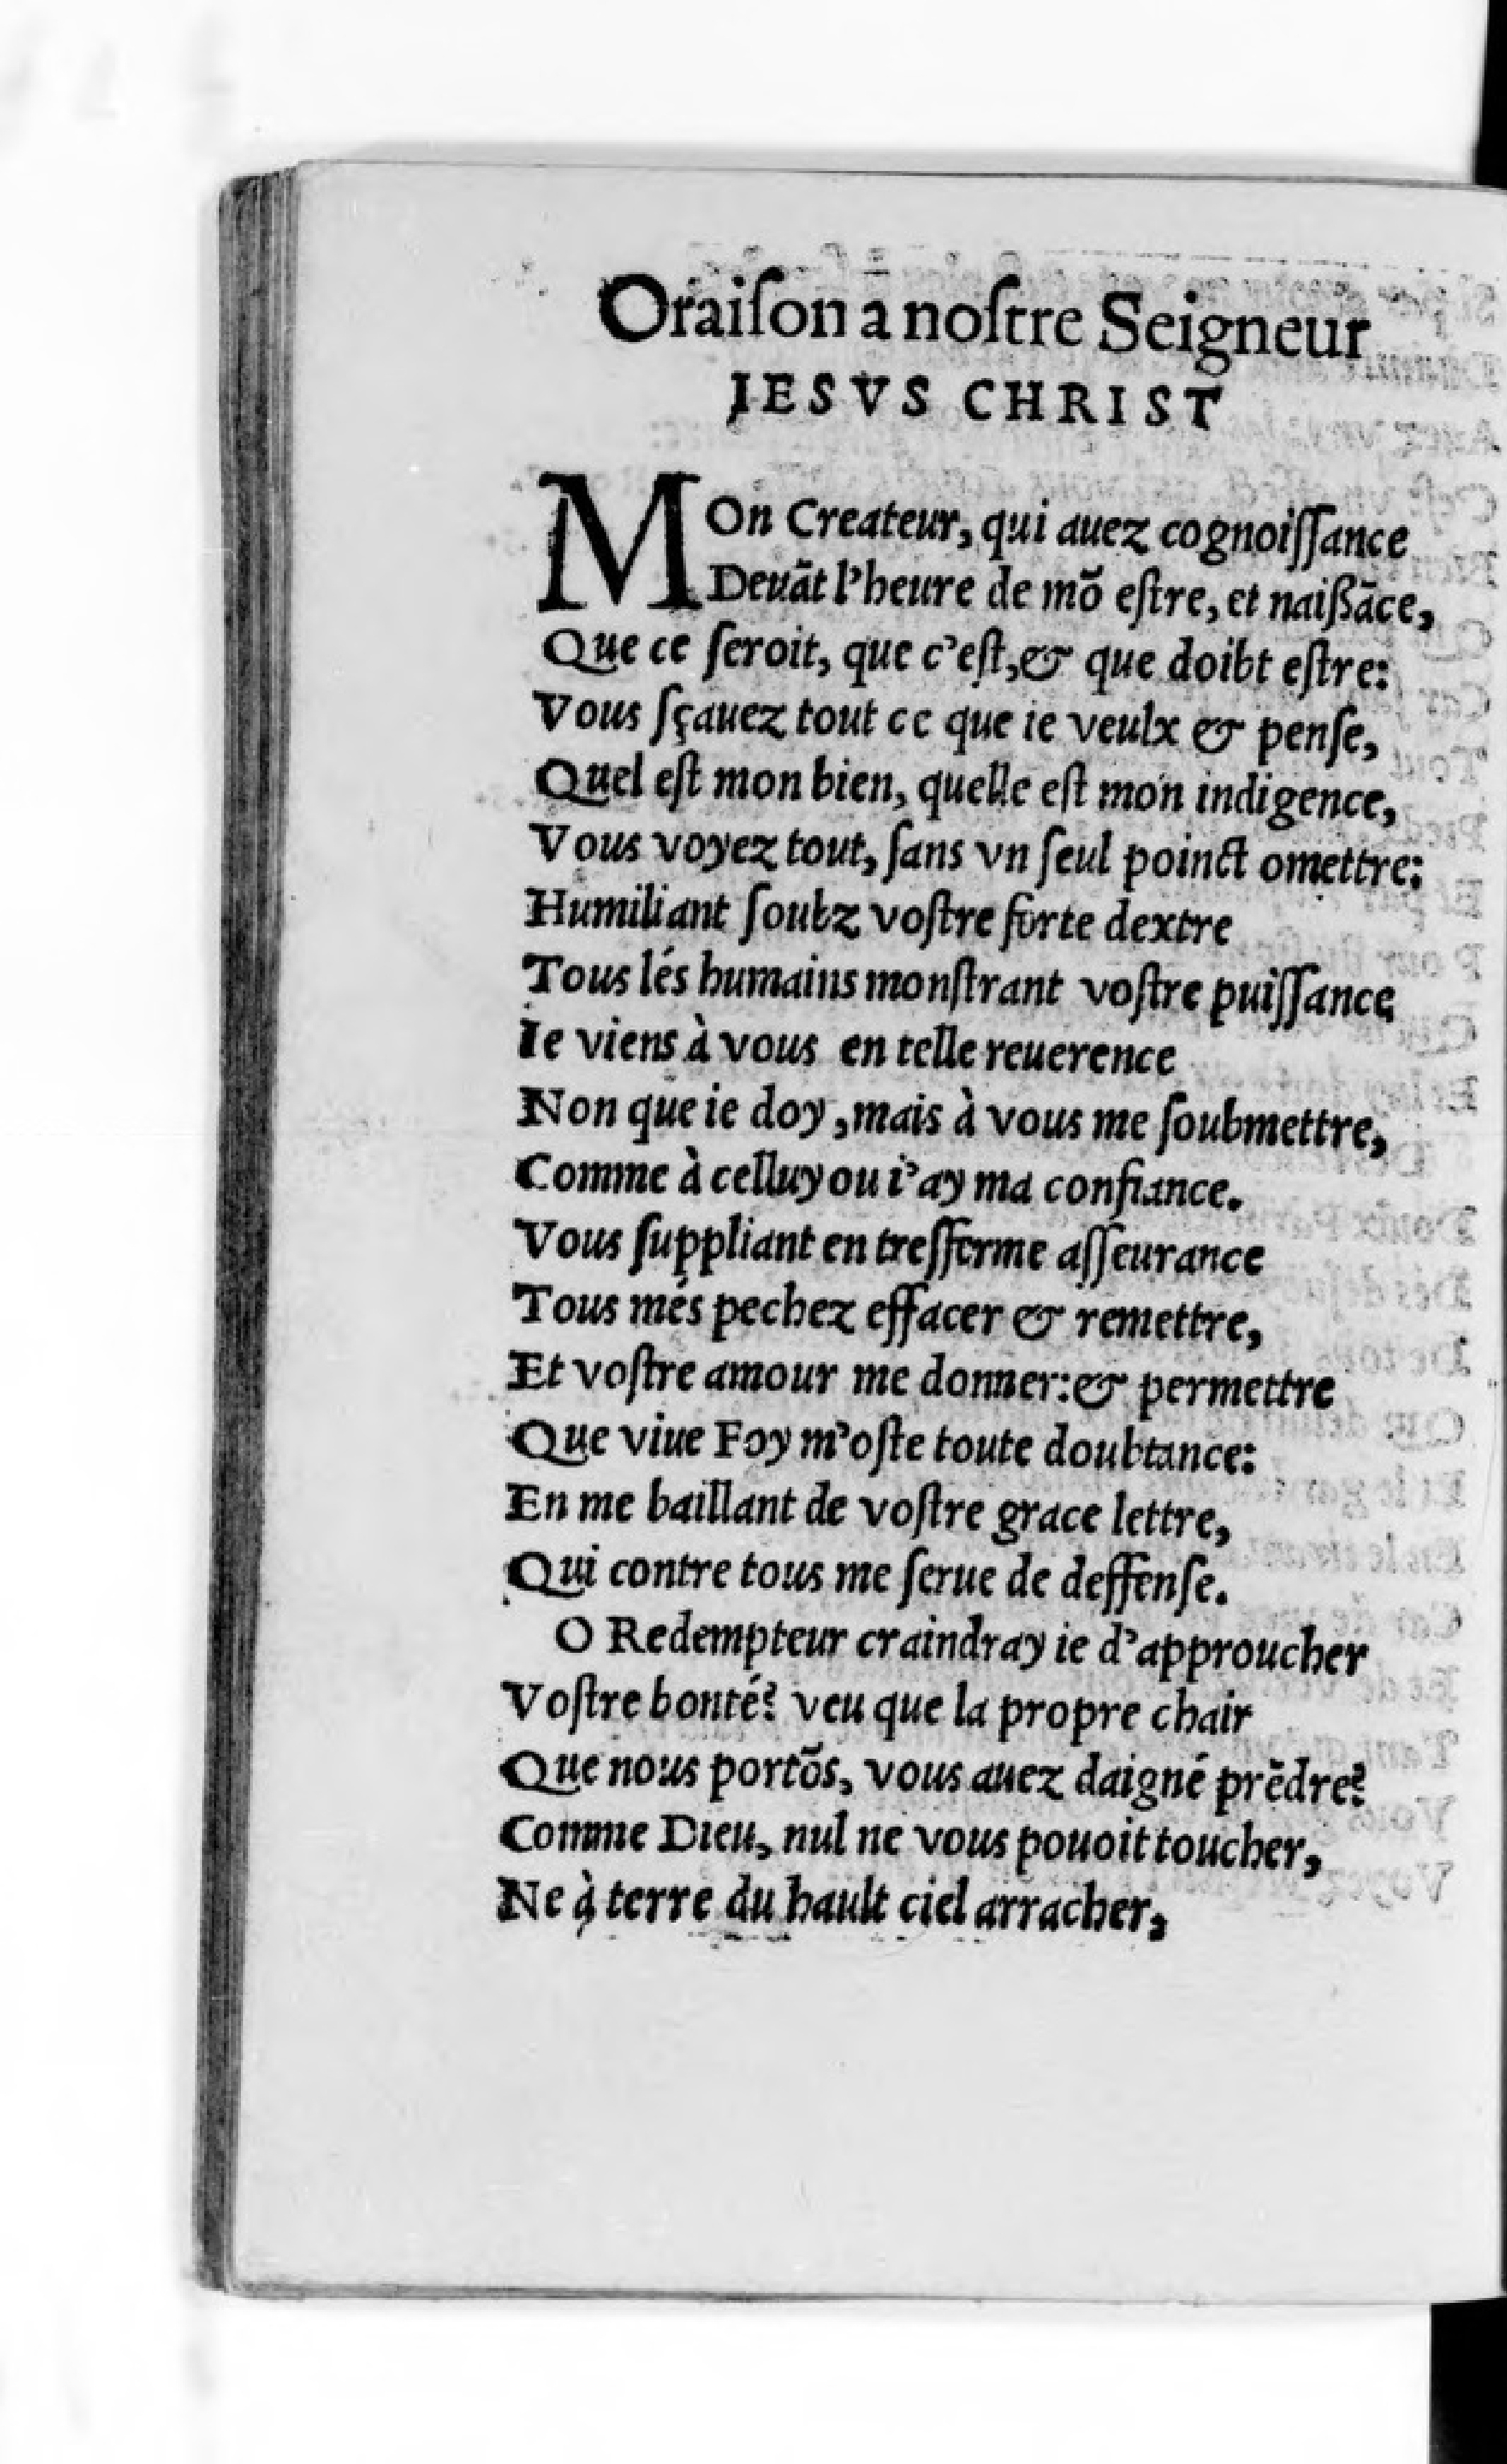 Oraiſon a noſtre Seigneur
JESVS CHRIST
MOn Createur, qui auez cognoiſſance
Deuāt l'heure de mō eſtre, et naiſſāce,
Que ce ſeroit, que c'eſt, & que doibt eſtre:
Vous ſçauez tout ce que ie veulx & penſe,
Quel eſt mon bien, quelle eſt mon indigence,
Vous voyez tout, ſans vn ſeul poinct omettre:
Humiliant ſoubz voſtre forte dextre
Tous lés humains monſtrant voſtre puiſſance
Ie viens à vous en telle reuerence
Non que ie doy, mais à vous me ſoubmettre,
Comme à celluy ou i'ay ma confiance.
Vous ſuppliant en treſferme aſſeurance
Tous més pechez effacer & remettre,
Et voſtre amour me donner: & permettre
Que viue Foy m'oſte toute doubtance:
En me baillant de voſtre grace lettre,
Qui contre tous me ſerue de deffenſe.
O Redempteur craindray ie d'approucher
Voſtre bonté? veu que la propre chair
Que nous portōs, vous auez daigné prēdre?
Comme Dieu, nul ne vous pouoit toucher,
Ne à terre du hault ciel arracher,